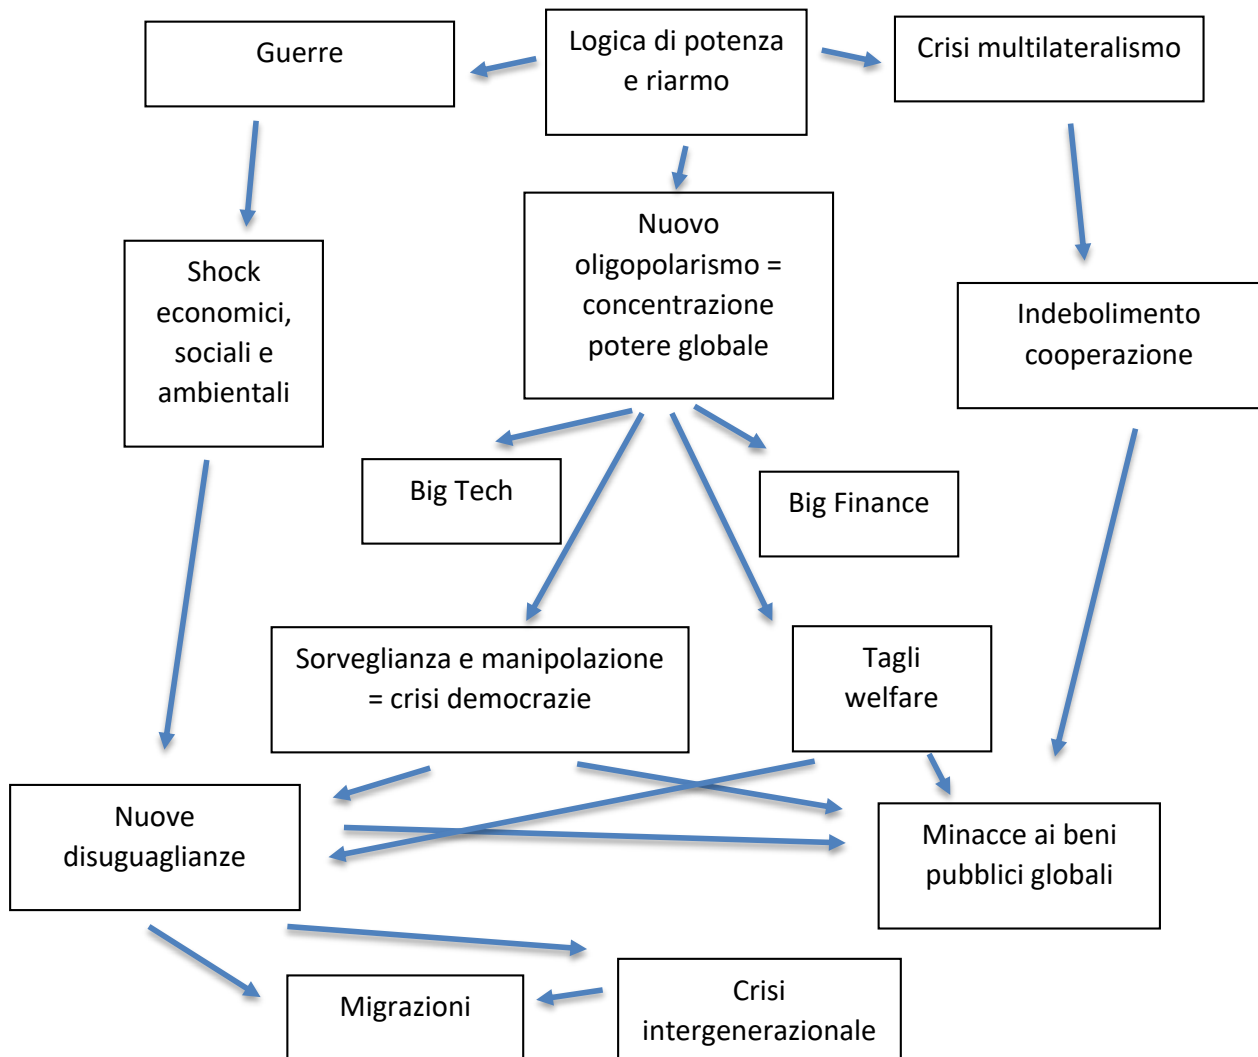 Guerre
Logica di potenza
e riarmo
Crisi multilateralismo
Shock
economici,
sociali e
ambientali
Nuovo
oligopolarismo =
concentrazione
potere globale
Indebolimento
cooperazione
Big Tech
Big Finance
Sorveglianza e manipolazione
= crisi democrazie
Tagli
welfare
Nuove
disuguaglianze
Minacce ai beni
pubblici globali
Migrazioni
Crisi
intergenerazionale